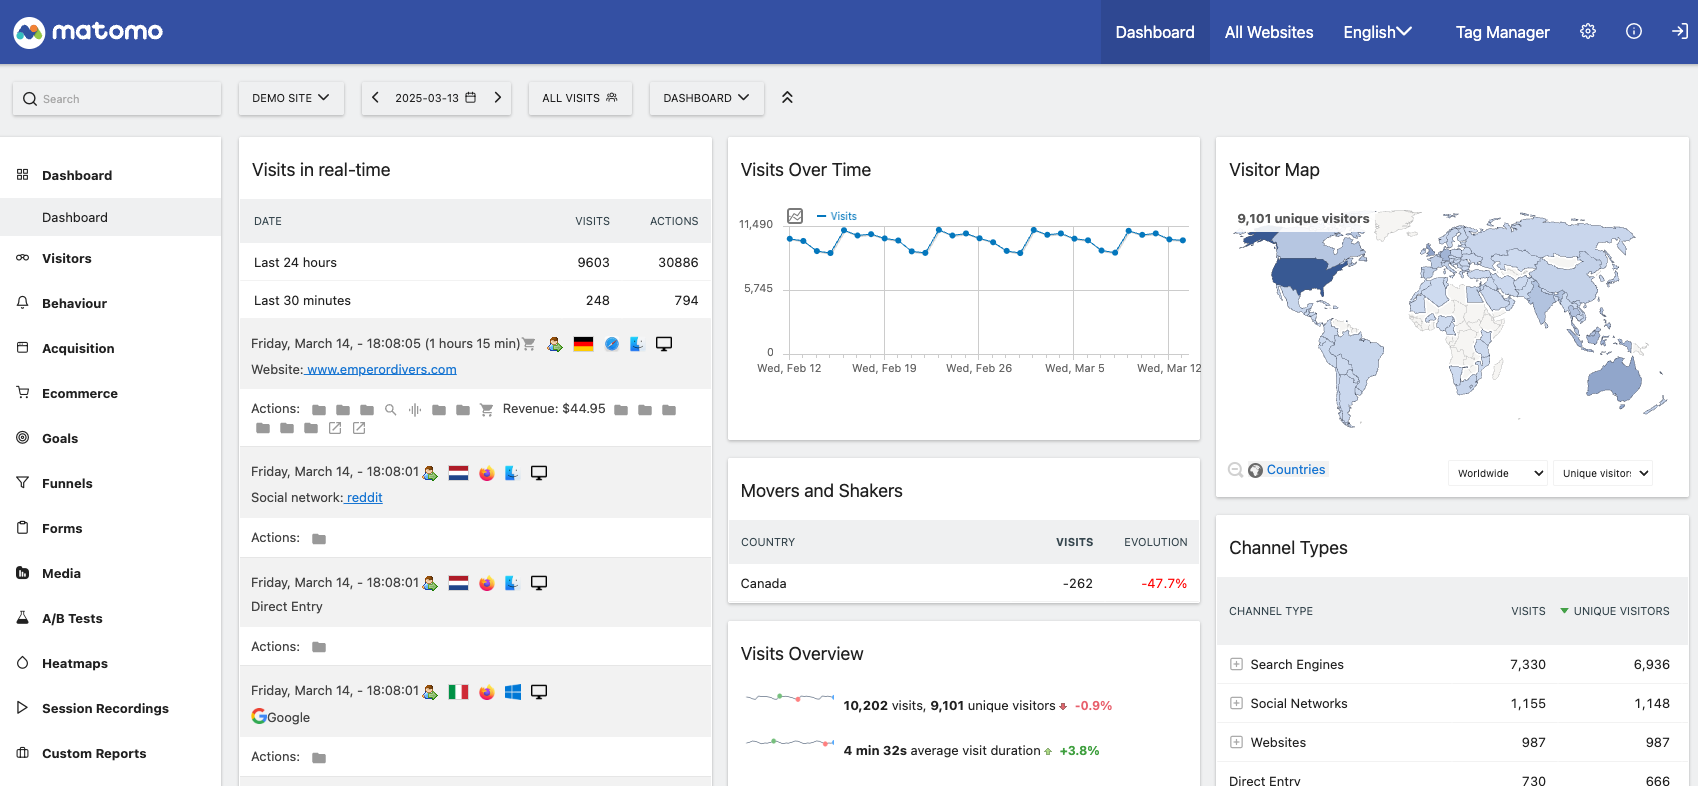 matomo
Dashboard
All Websites
English
Tag Manager
Search
DEMO SITE
2025-03-13
ALL VISITS
DASHBOARD
Dashboard
Dashboard
Visitors
Behaviour
Acquisition
Ecommerce
Goals
Funnels
Forms
Media
A/B Tests
Heatmaps
Session Recordings
Custom Reports
Visits in real-time
DATE VISITS ACTIONS
Last 24 hours 9603 30886
Last 30 minutes 248 794
Friday, March 14, - 18:08:05 (1 hours 15 min)
Website: www.emperordivers.com
Actions: Revenue: $44.95
Friday, March 14, - 18:08:01
Social network: reddit
Actions:
Friday, March 14, - 18:08:01
Direct Entry
Actions:
Friday, March 14, - 18:08:01
Google
Actions:
Visits Over Time
Visits
11,490
5,745
0
Wed, Feb 12 Wed, Feb 19 Wed, Feb 26 Wed, Mar 5 Wed, Mar 12
Movers and Shakers
COUNTRY VISITS EVOLUTION
Canada -262 -47.7%
Visits Overview
10,202 visits, 9,101 unique visitors -0.9%
4 min 32s average visit duration +3.8%
Visitor Map
9,101 unique visitors
Countries
Worldwide
Unique visitors
Channel Types
CHANNEL TYPE VISITS UNIQUE VISITORS
Search Engines 7,330 6,936
Social Networks 1,155 1,148
Websites 987 987
Direct Entry 730 666